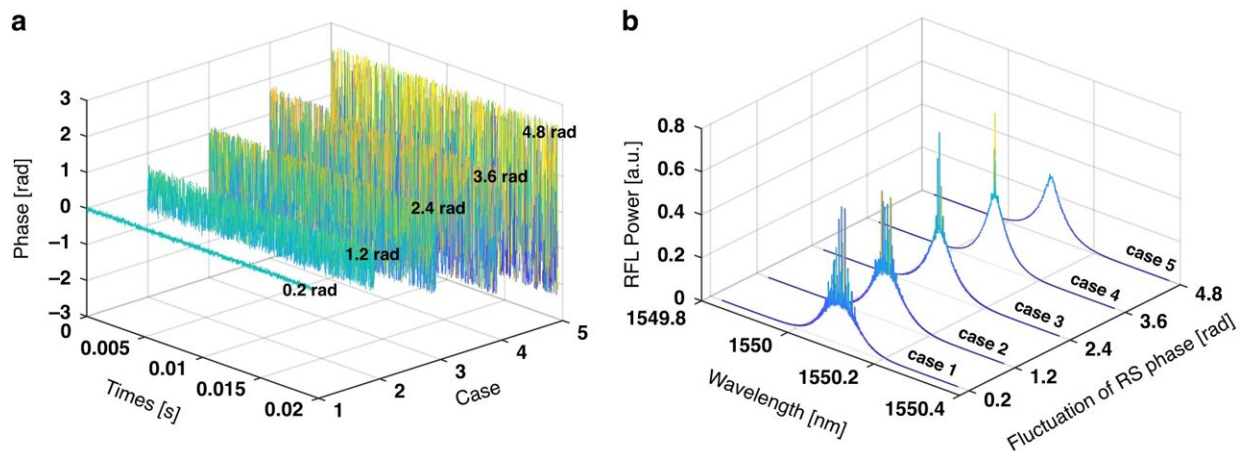 a
3
2
1
0
−1
−2
−3
Phase [rad]
0
0.005
0.01
0.015
0.02
Times [s]
1
2
3
4
5
Case
0.2 rad
1.2 rad
2.4 rad
3.6 rad
4.8 rad
b
0.8
0.6
0.4
0.2
0
RFL Power [a.u.]
1549.8
1550
1550.2
1550.4
Wavelength [nm]
0.2
1.2
2.4
3.6
4.8
Fluctuation of RS phase [rad]
case 1
case 2
case 3
case 4
case 5